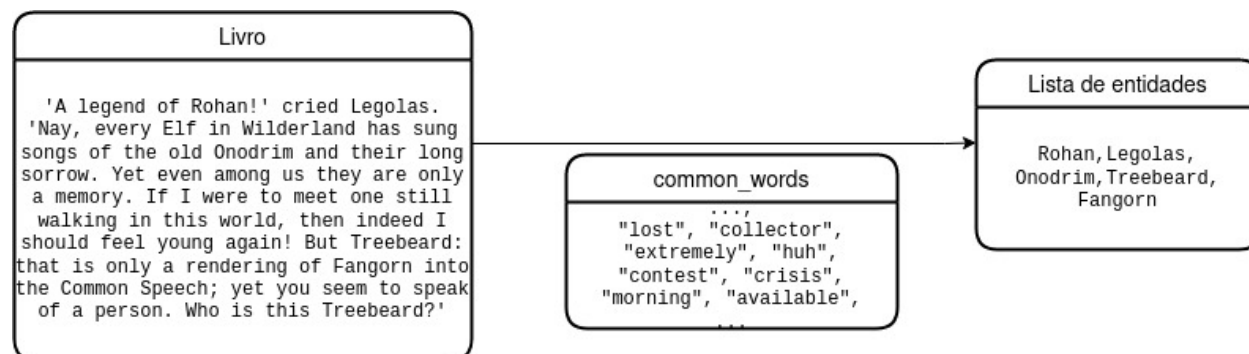 Livro
'A legend of Rohan!' cried Legolas.
'Nay, every Elf in Wilderland has sung
songs of the old Onodrim and their long
sorrow. Yet even among us they are only
a memory. If I were to meet one still
walking in this world, then indeed I
should feel young again! But Treebeard:
that is only a rendering of Fangorn into
the Common Speech; yet you seem to speak
of a person. Who is this Treebeard?'
common_words
...,
"lost", "collector",
"extremely", "huh",
"contest", "crisis",
"morning", "available",
...
Lista de entidades
Rohan,Legolas,
Onodrim,Treebeard,
Fangorn